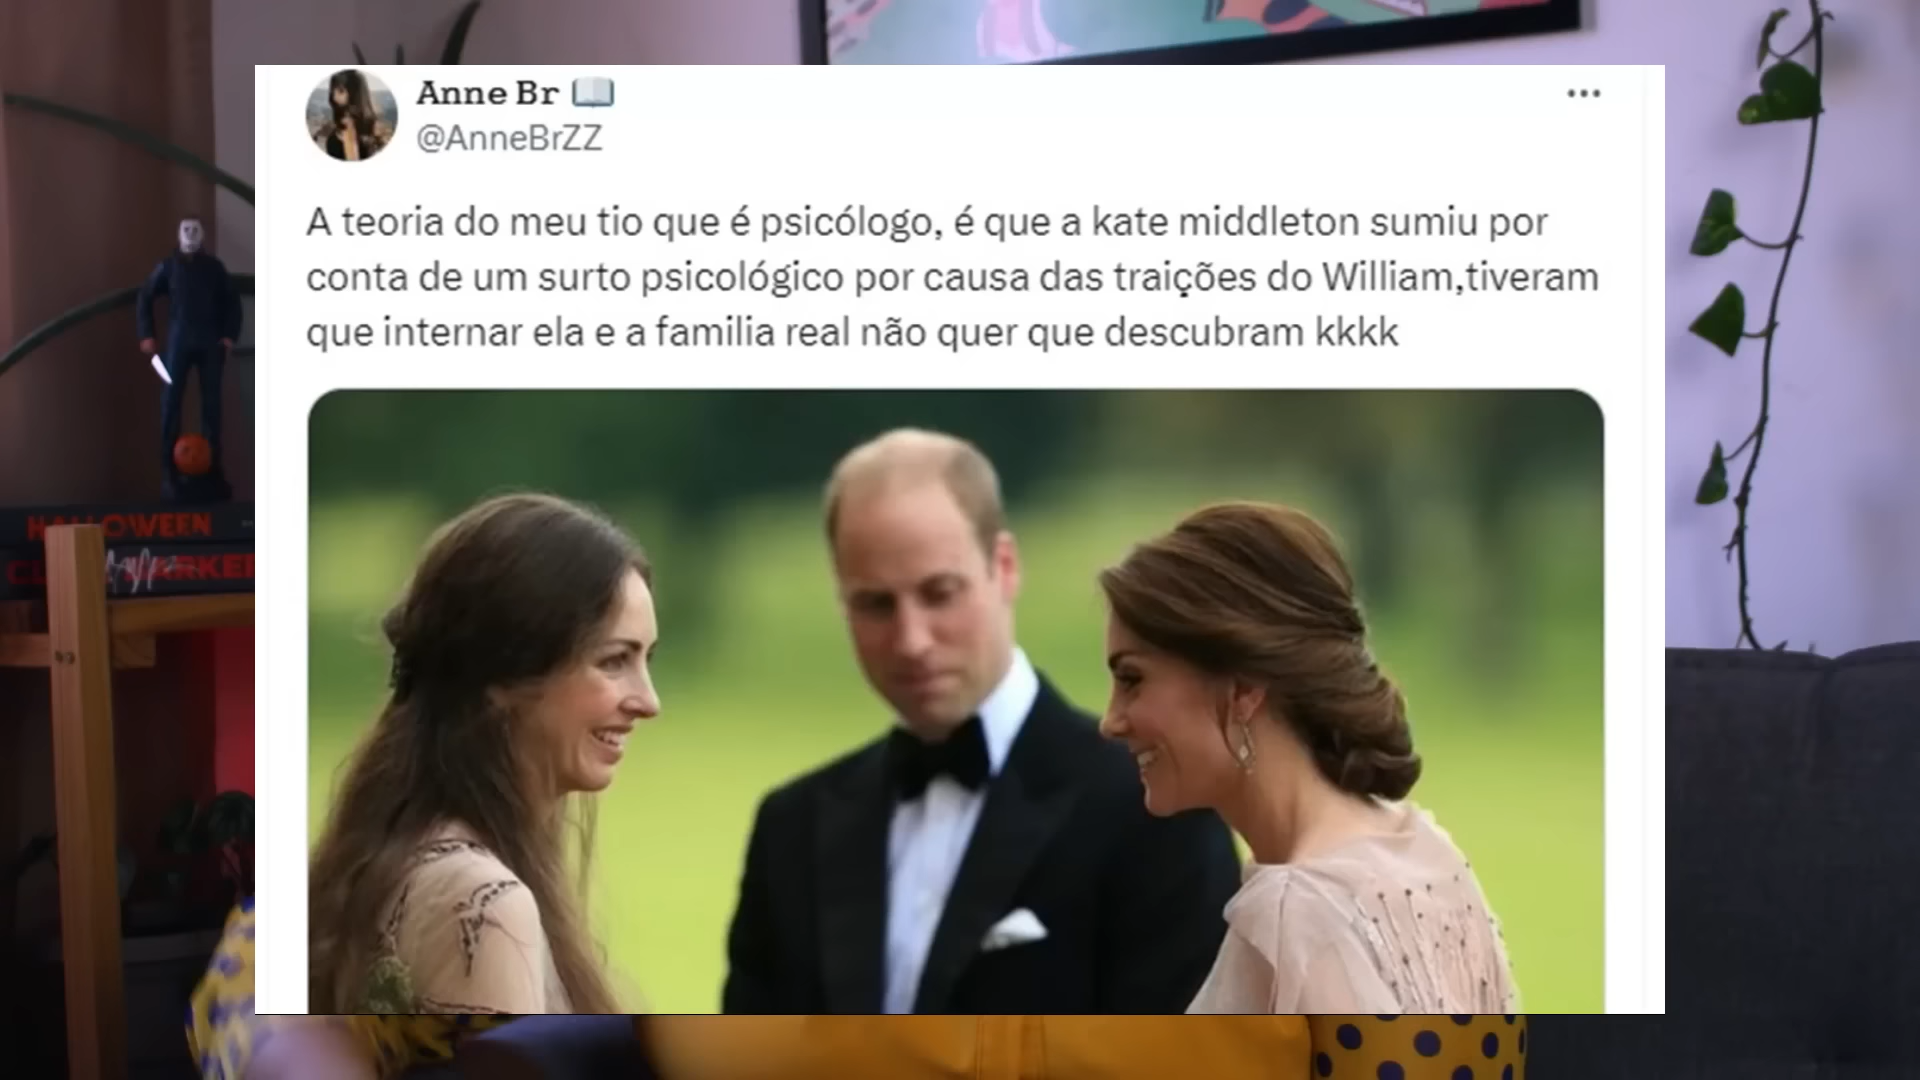 Anne Br
@AnneBrZZ
A teoria do meu tio que é psicólogo, é que a kate middleton sumiu por
conta de um surto psicológico por causa das traições do William,tiveram
que internar ela e a familia real não quer que descubram kkkk
HALLOWEEN